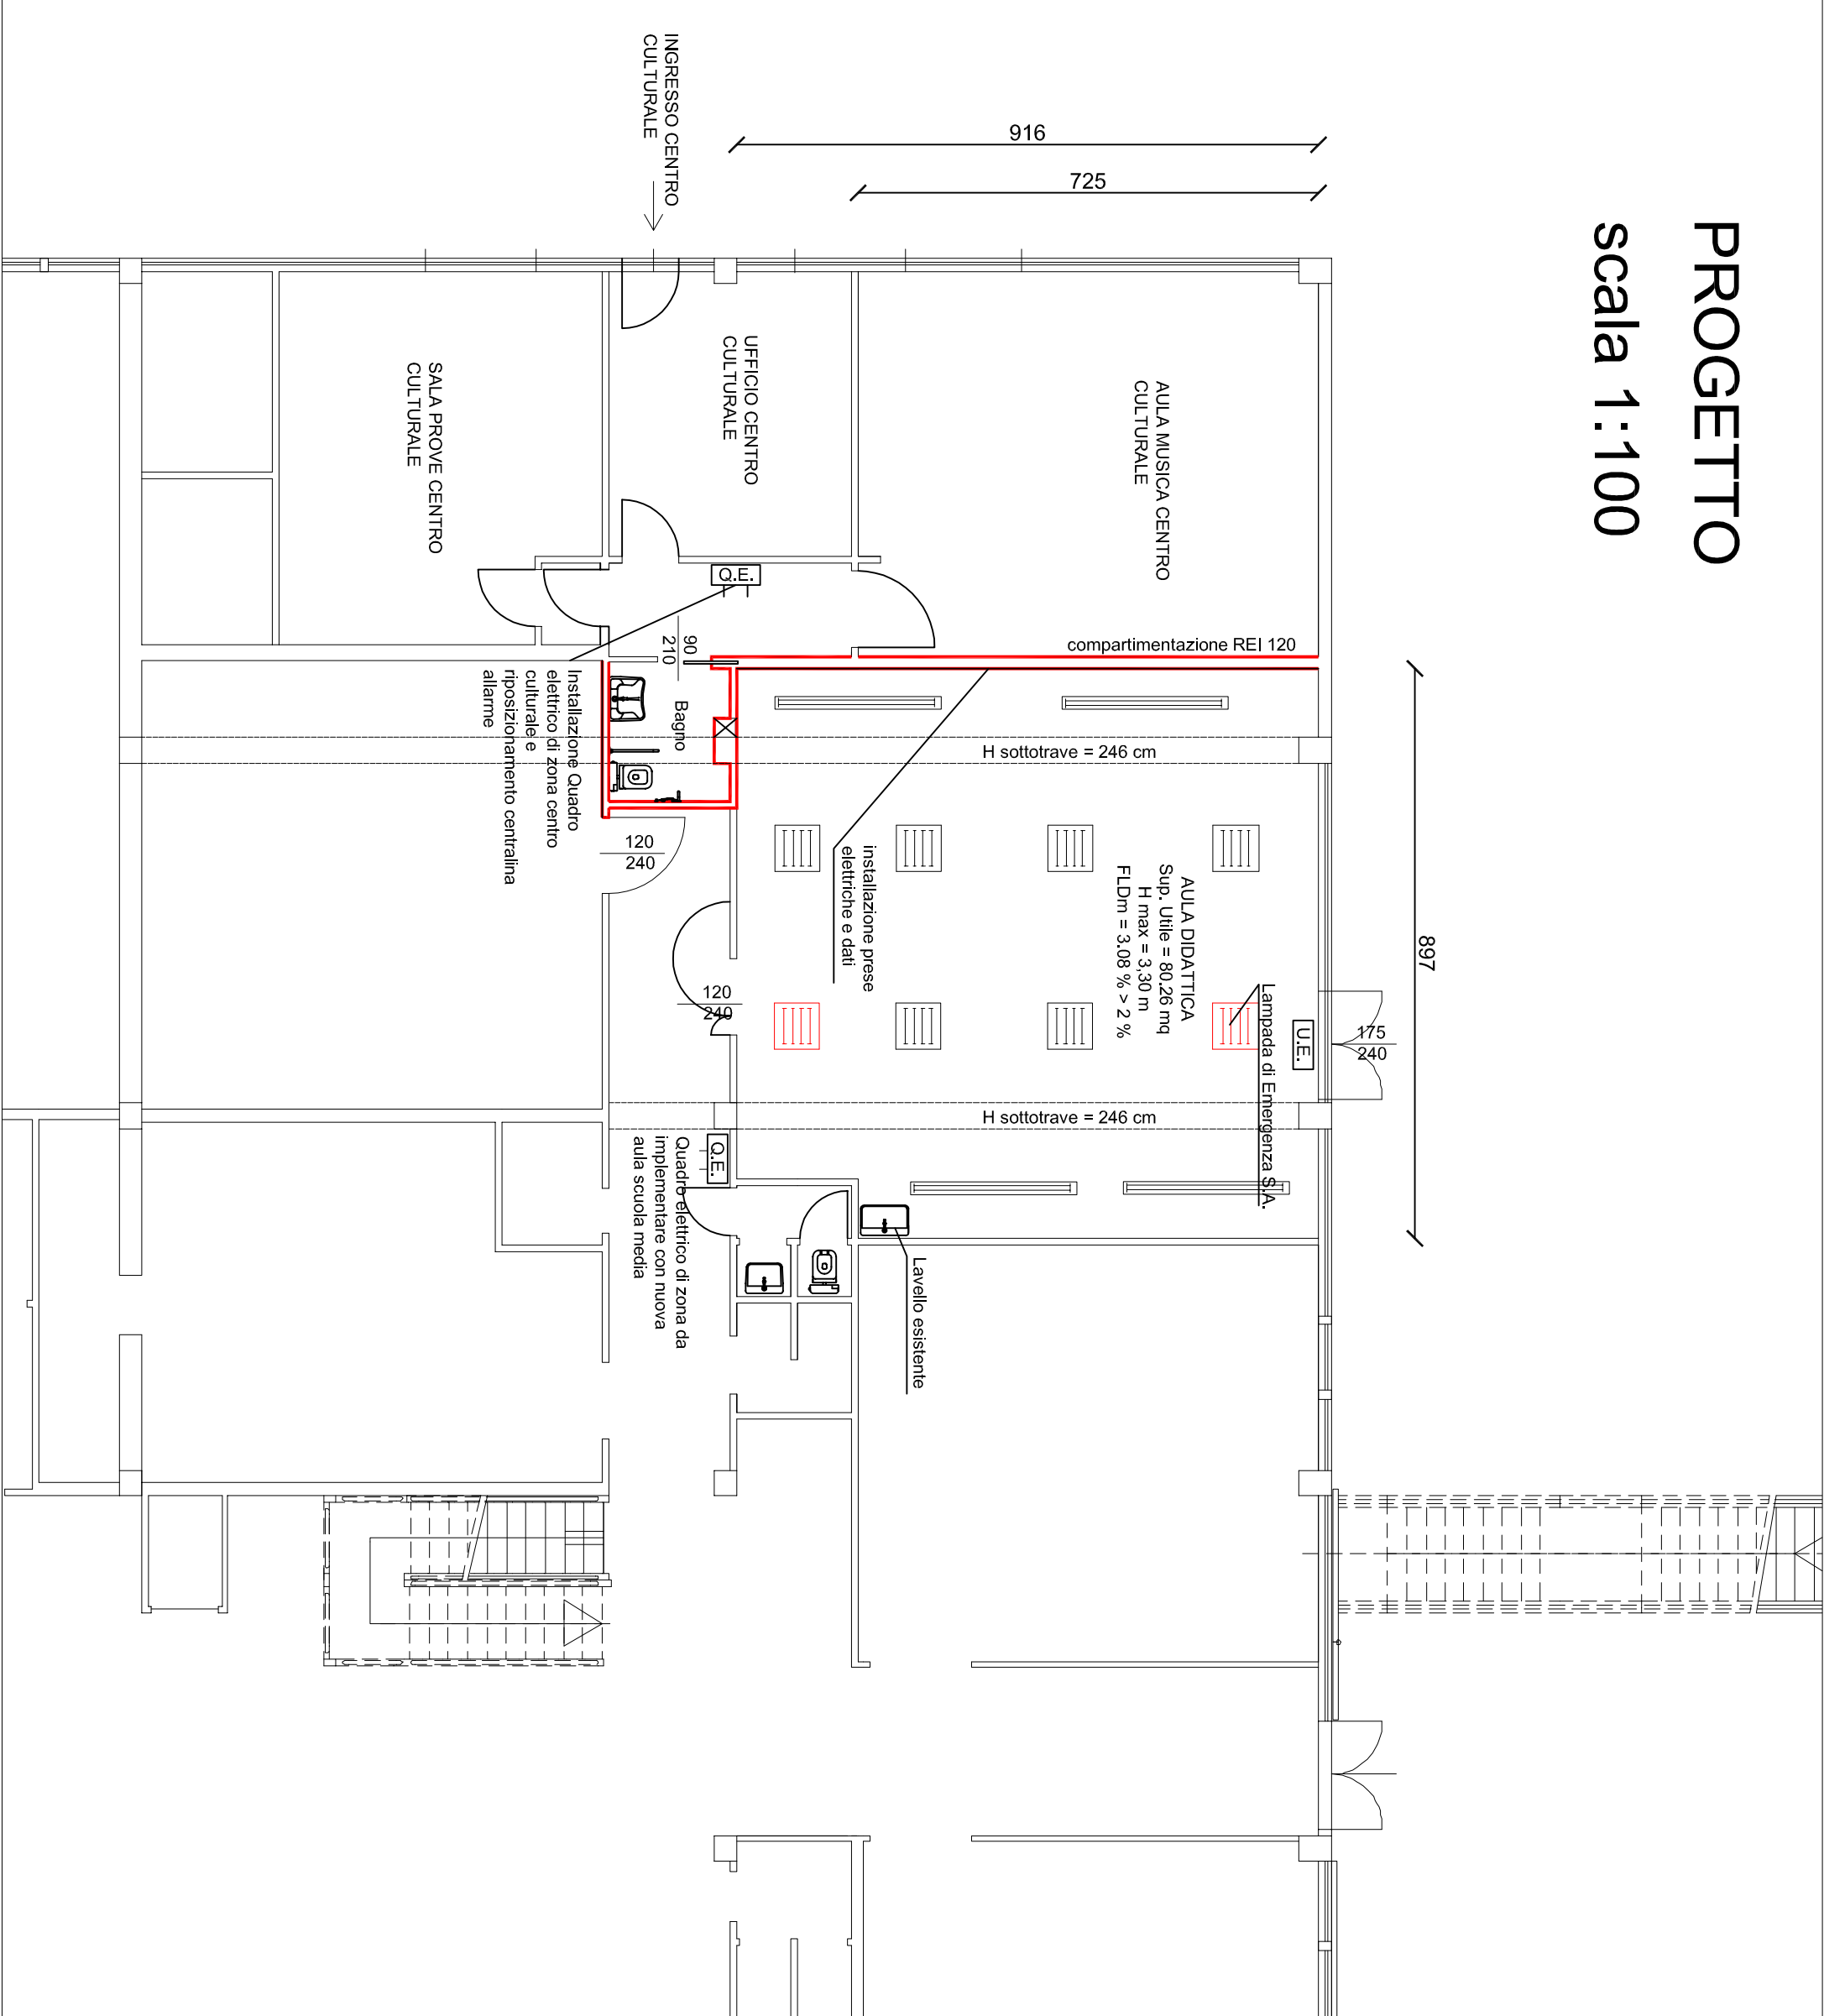 PROGETTO
scala 1:100
INGRESSO CENTRO
CULTURALE
916
725
AULA MUSICA CENTRO
CULTURALE
UFFICIO CENTRO
CULTURALE
SALA PROVE CENTRO
CULTURALE
Q.E.
compartimentazione REI 120
90
210
Bagno
Installazione Quadro
elettrico di zona centro
culturale e
riposizionamento centralina
allarme
H sottotrave = 246 cm
897
120
240
installazione prese
elettriche e dati
AULA DIDATTICA
Sup. Utile = 80.26 mq
H max = 3,30 m
FLDm = 3.08 % > 2 %
Lampada di Emergenza S.A.
U.E.
175
240
120
240
H sottotrave = 246 cm
Q.E.
Quadro elettrico di zona da
implementare con nuova
aula scuola media
Lavello esistente